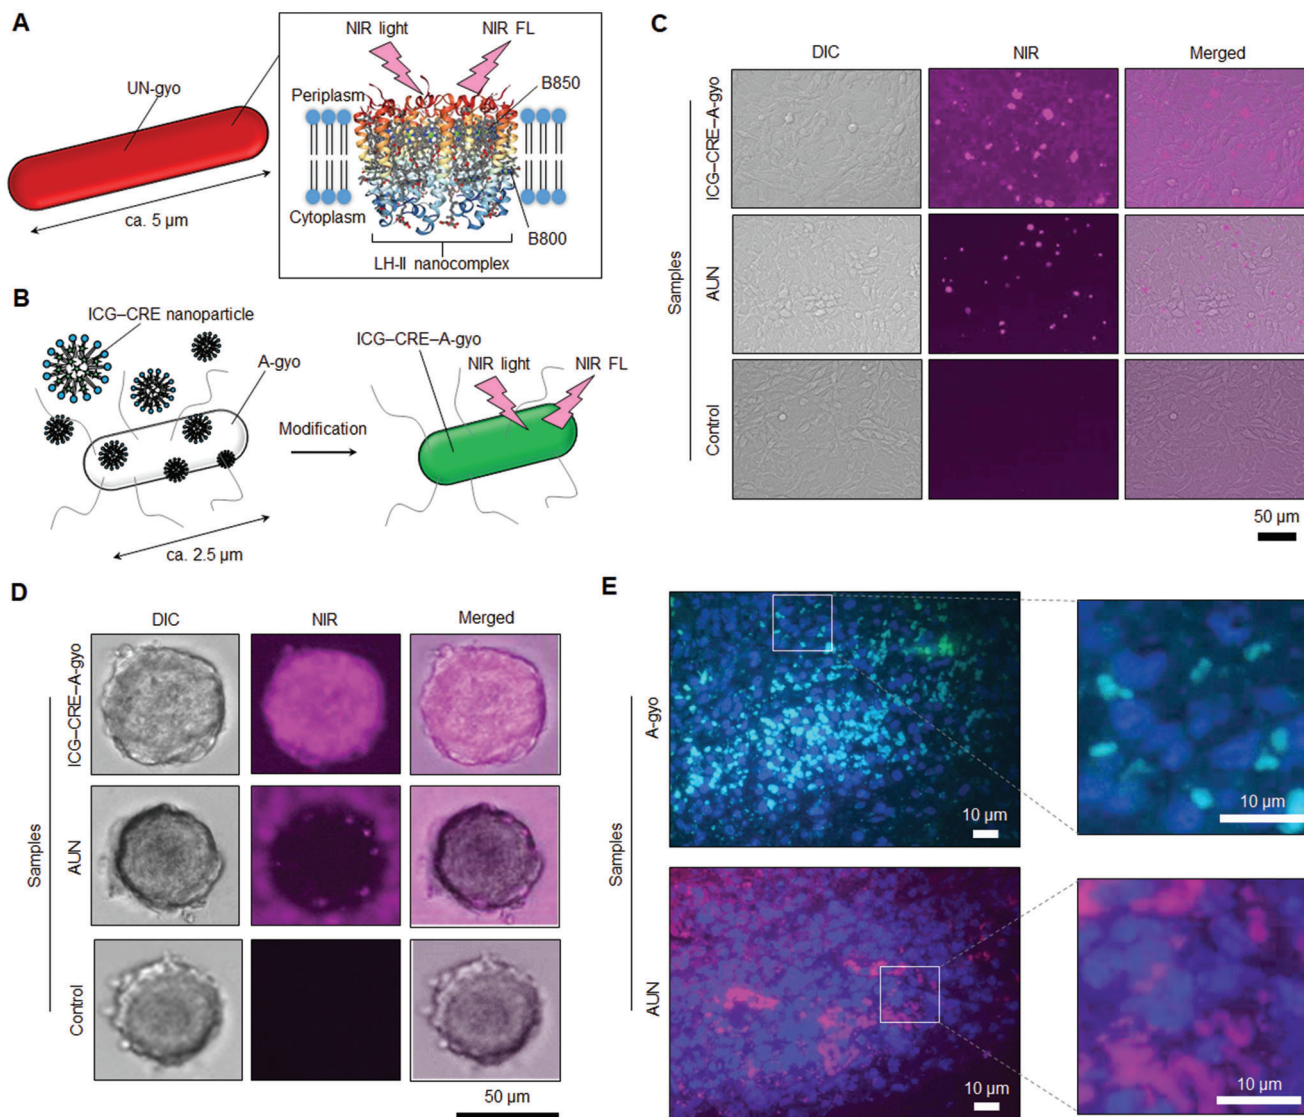 A
UN-gyo
ca. 5 µm
NIR light
NIR FL
Periplasm
B850
Cytoplasm
B800
LH-II nanocomplex
B
ICG–CRE nanoparticle
A-gyo
ca. 2.5 µm
Modification
ICG–CRE–A-gyo
NIR light
NIR FL
C
DIC
NIR
Merged
Samples
ICG–CRE–A-gyo
AUN
Control
50 µm
D
DIC
NIR
Merged
Samples
ICG–CRE–A-gyo
AUN
Control
50 µm
E
Samples
A-gyo
10 µm
10 µm
AUN
10 µm
10 µm